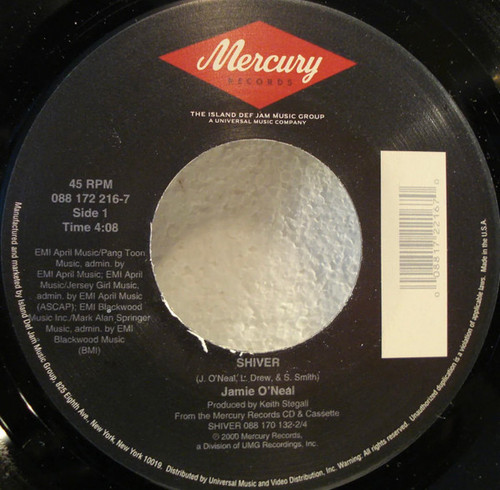 Mercury
RECORDS
THE ISLAND DEF JAM MUSIC GROUP
A UNIVERSAL MUSIC COMPANY
45 RPM
088 172 216-7
Side 1
Time 4:08
EMI April Music/Pang Toon
Music, admin. by
EMI April Music; EMI April
Music/Jersey Girl Music,
admin. by EMI April Music
(ASCAP); EMI Blackwood
Music Inc./Mark Alan Springer
Music, admin. by EMI
Blackwood Music
(BMI)
0 08817-22167 6
SHIVER
(J. O'Neal, L. Drew, & S. Smith)
Jamie O'Neal
Produced by Keith Stegall
From the Mercury Records CD & Cassette
SHIVER 088 170 132-2/4
℗ 2000 Mercury Records,
a Division of UMG Recordings, Inc.
Manufactured and marketed by Island Def Jam Music Group, 825 Eighth Ave., New York, New York 10019. Distributed by Universal Music and Video Distribution, Inc. Warning: All rights reserved. Unauthorized duplication is a violation of applicable laws. Made in the U.S.A.